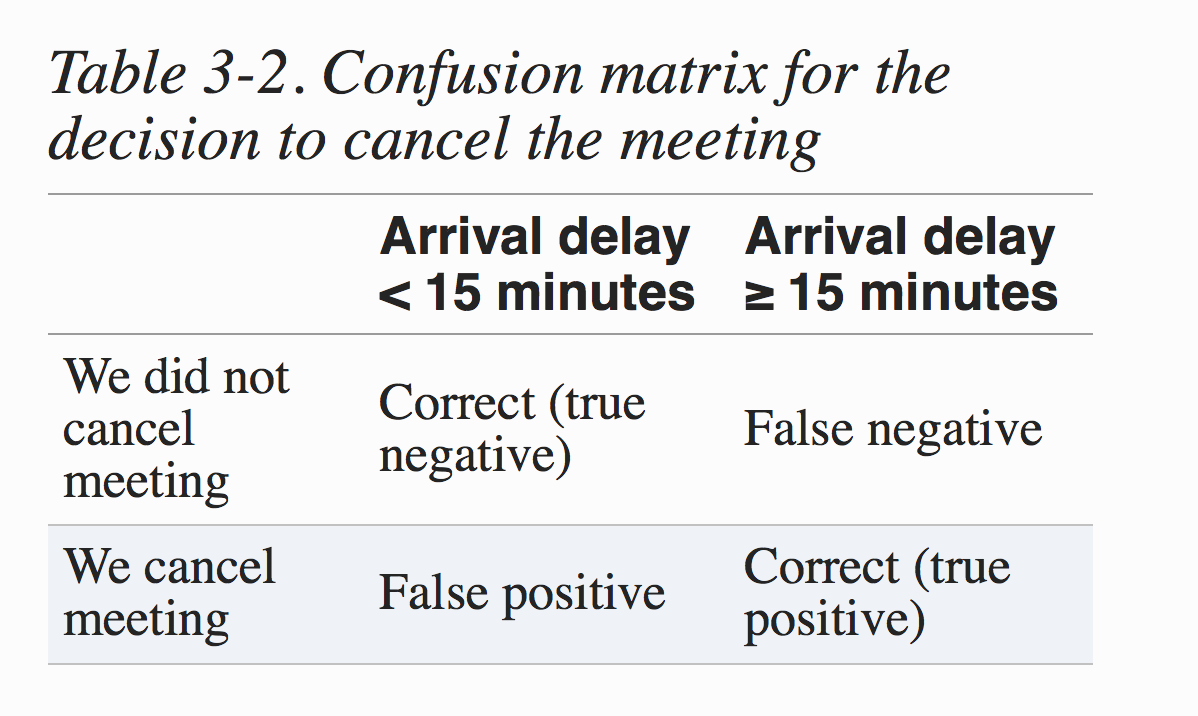 Table 3-2. Confusion matrix for the
decision to cancel the meeting
Arrival delay
< 15 minutes
Arrival delay
≥ 15 minutes
We did not
cancel
meeting
Correct (true
negative)
False negative
We cancel
meeting
False positive
Correct (true
positive)